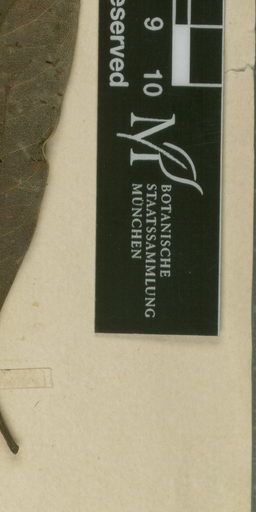 eserved
9 10
M
BOTANISCHE
STAATSSAMMLUNG
MÜNCHEN